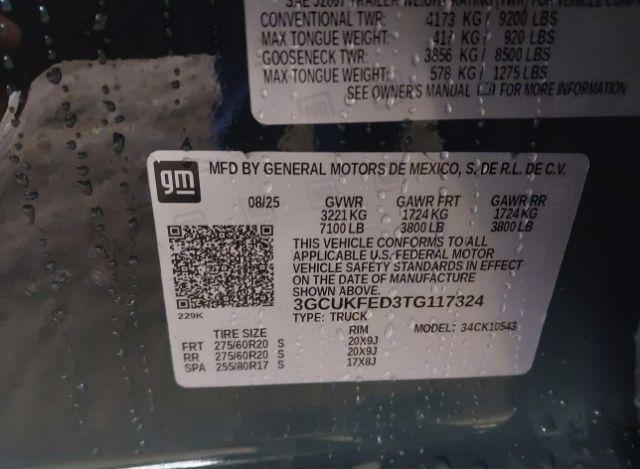 SAE J2807 TRAILER WEIGHT RATING (TWR) FOR VEHICLE
CONVENTIONAL TWR: 4173 KG / 9200 LBS
MAX TONGUE WEIGHT: 417 KG / 920 LBS
GOOSENECK TWR: 3856 KG / 8500 LBS
MAX TONGUE WEIGHT: 578 KG / 1275 LBS
SEE OWNER'S MANUAL FOR MORE INFORMATION
gm
MFD BY GENERAL MOTORS DE MEXICO, S. DE R.L. DE C.V.
08/25 GVWR GAWR FRT GAWR RR
3221 KG 1724 KG 1724 KG
7100 LB 3800 LB 3800 LB
THIS VEHICLE CONFORMS TO ALL
APPLICABLE U.S. FEDERAL MOTOR
VEHICLE SAFETY STANDARDS IN EFFECT
ON THE DATE OF MANUFACTURE
SHOWN ABOVE.
229K
3GCUKFED3TG117324
TYPE: TRUCK MODEL: 34CK10543
TIRE SIZE RIM
FRT 275/60R20 S 20X9J
RR 275/60R20 S 20X9J
SPA 255/80R17 S 17X8J